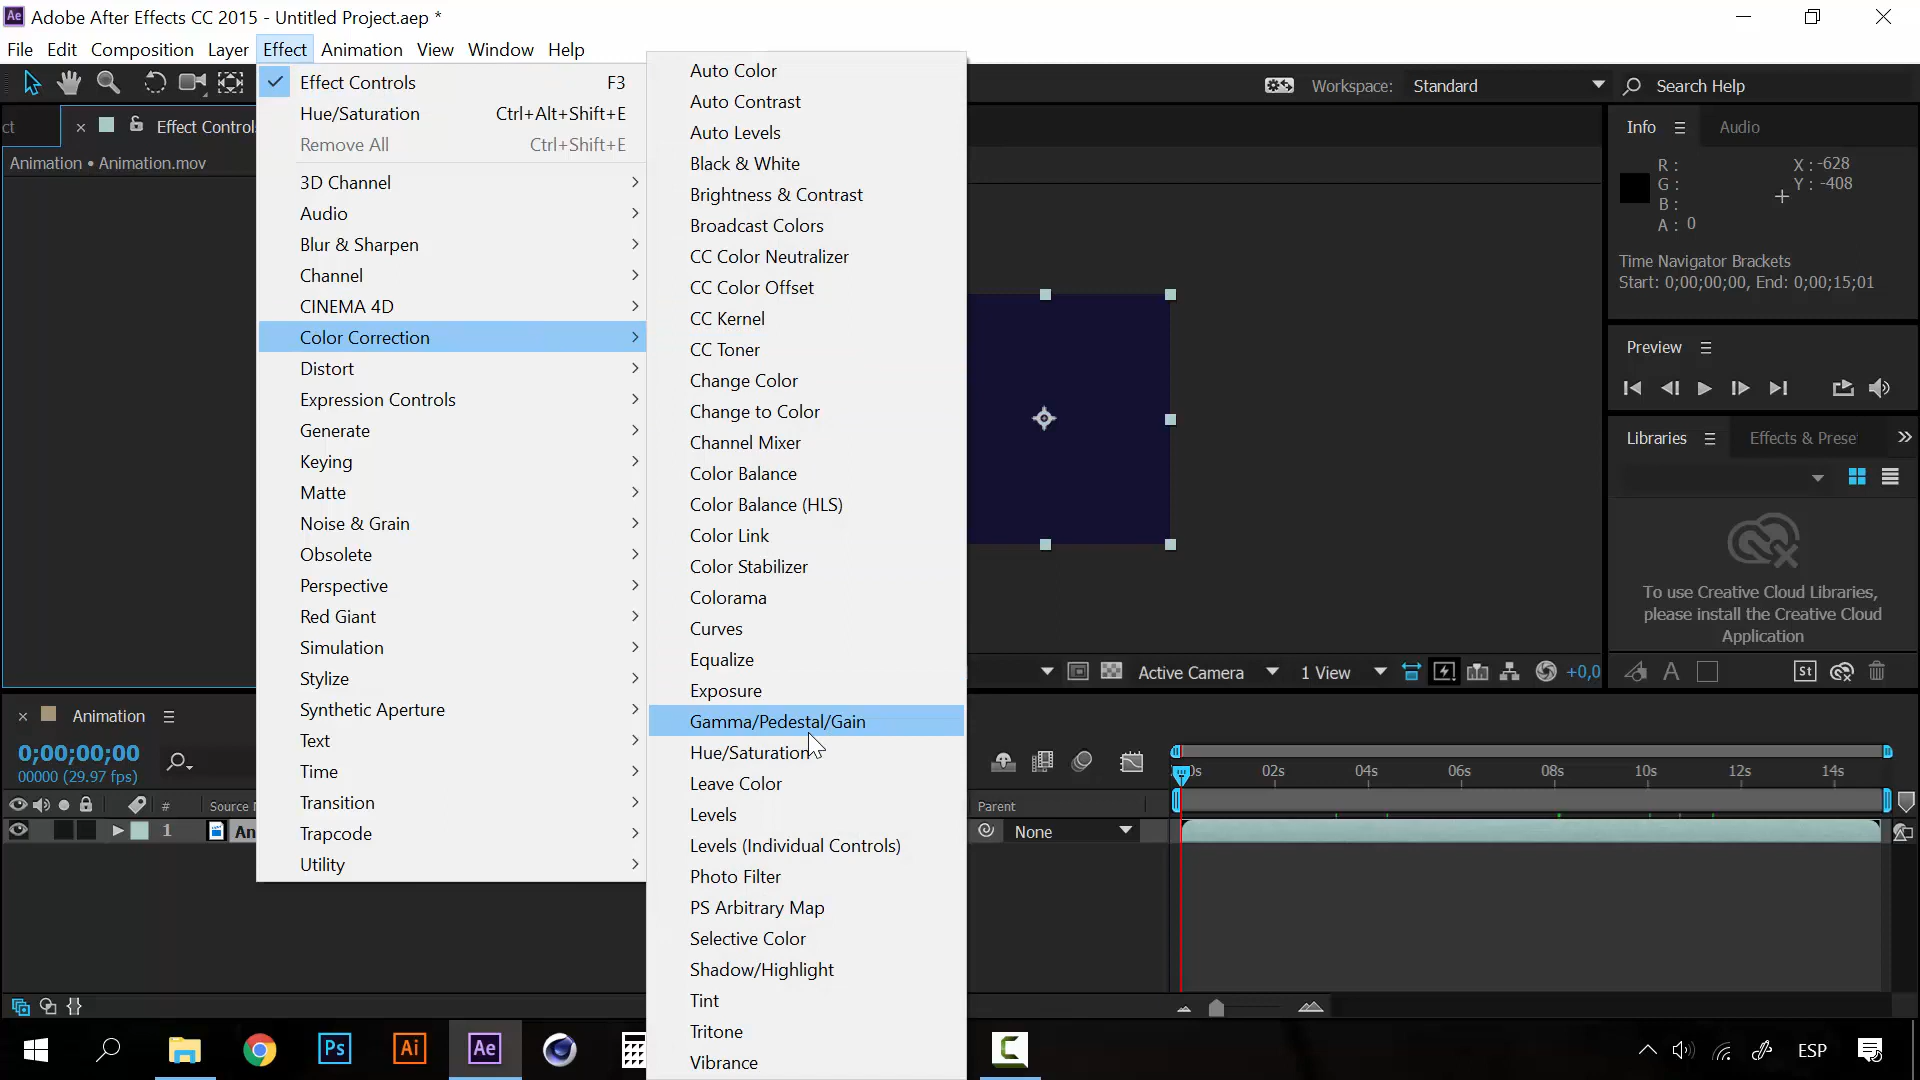 Adobe After Effects CC 2015 - Untitled Project.aep *
File Edit Composition Layer Effect Animation View Window Help
Workspace: Standard Search Help
ct Effect Controls
Animation • Animation.mov
Effect Controls F3
Hue/Saturation Ctrl+Alt+Shift+E
Remove All Ctrl+Shift+E
3D Channel
Audio
Blur & Sharpen
Channel
CINEMA 4D
Color Correction
Distort
Expression Controls
Generate
Keying
Matte
Noise & Grain
Obsolete
Perspective
Red Giant
Simulation
Stylize
Synthetic Aperture
Text
Time
Transition
Trapcode
Utility
Auto Color
Auto Contrast
Auto Levels
Black & White
Brightness & Contrast
Broadcast Colors
CC Color Neutralizer
CC Color Offset
CC Kernel
CC Toner
Change Color
Change to Color
Channel Mixer
Color Balance
Color Balance (HLS)
Color Link
Color Stabilizer
Colorama
Curves
Equalize
Exposure
Gamma/Pedestal/Gain
Hue/Saturation
Leave Color
Levels
Levels (Individual Controls)
Photo Filter
PS Arbitrary Map
Selective Color
Shadow/Highlight
Tint
Tritone
Vibrance
Info Audio
R : X : -628
G : Y : -408
B :
A : 0
Time Navigator Brackets
Start: 0;00;00;00, End: 0;00;15;01
Preview
Libraries Effects & Prese
To use Creative Cloud Libraries,
please install the Creative Cloud
Application
Active Camera 1 View +0,0
St
Animation
0;00;00;00
00000 (29.97 fps)
# Source
1 An
Parent
None
0s 02s 04s 06s 08s 10s 12s 14s
Ps Ai Ae
ESP